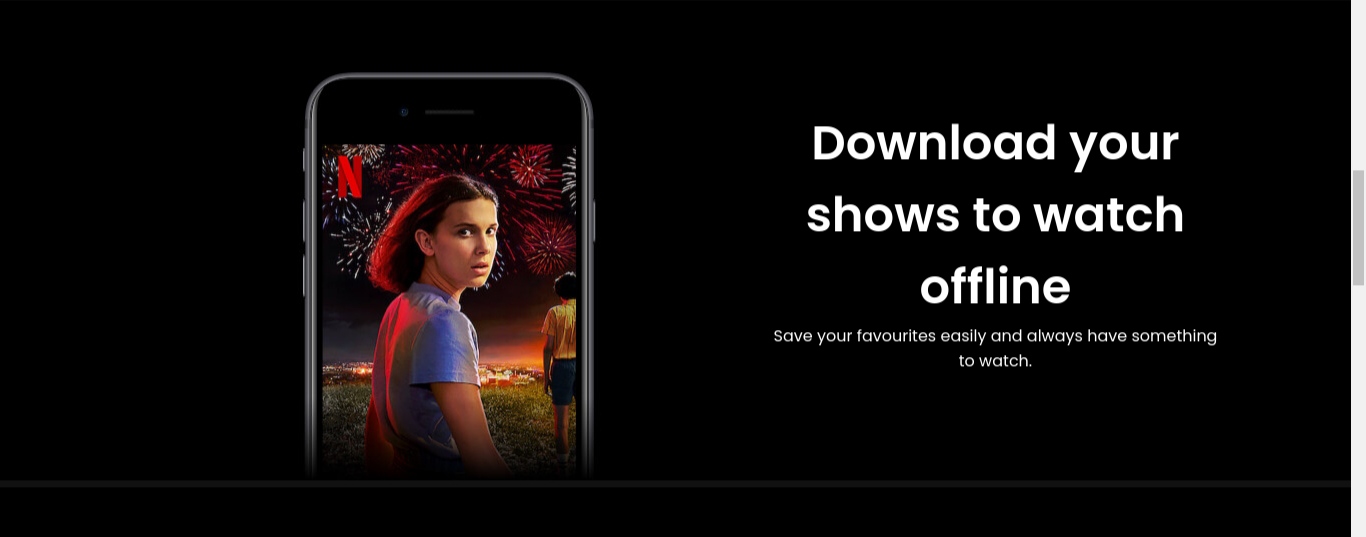 N
Download your
shows to watch
offline
Save your favourites easily and always have something
to watch.